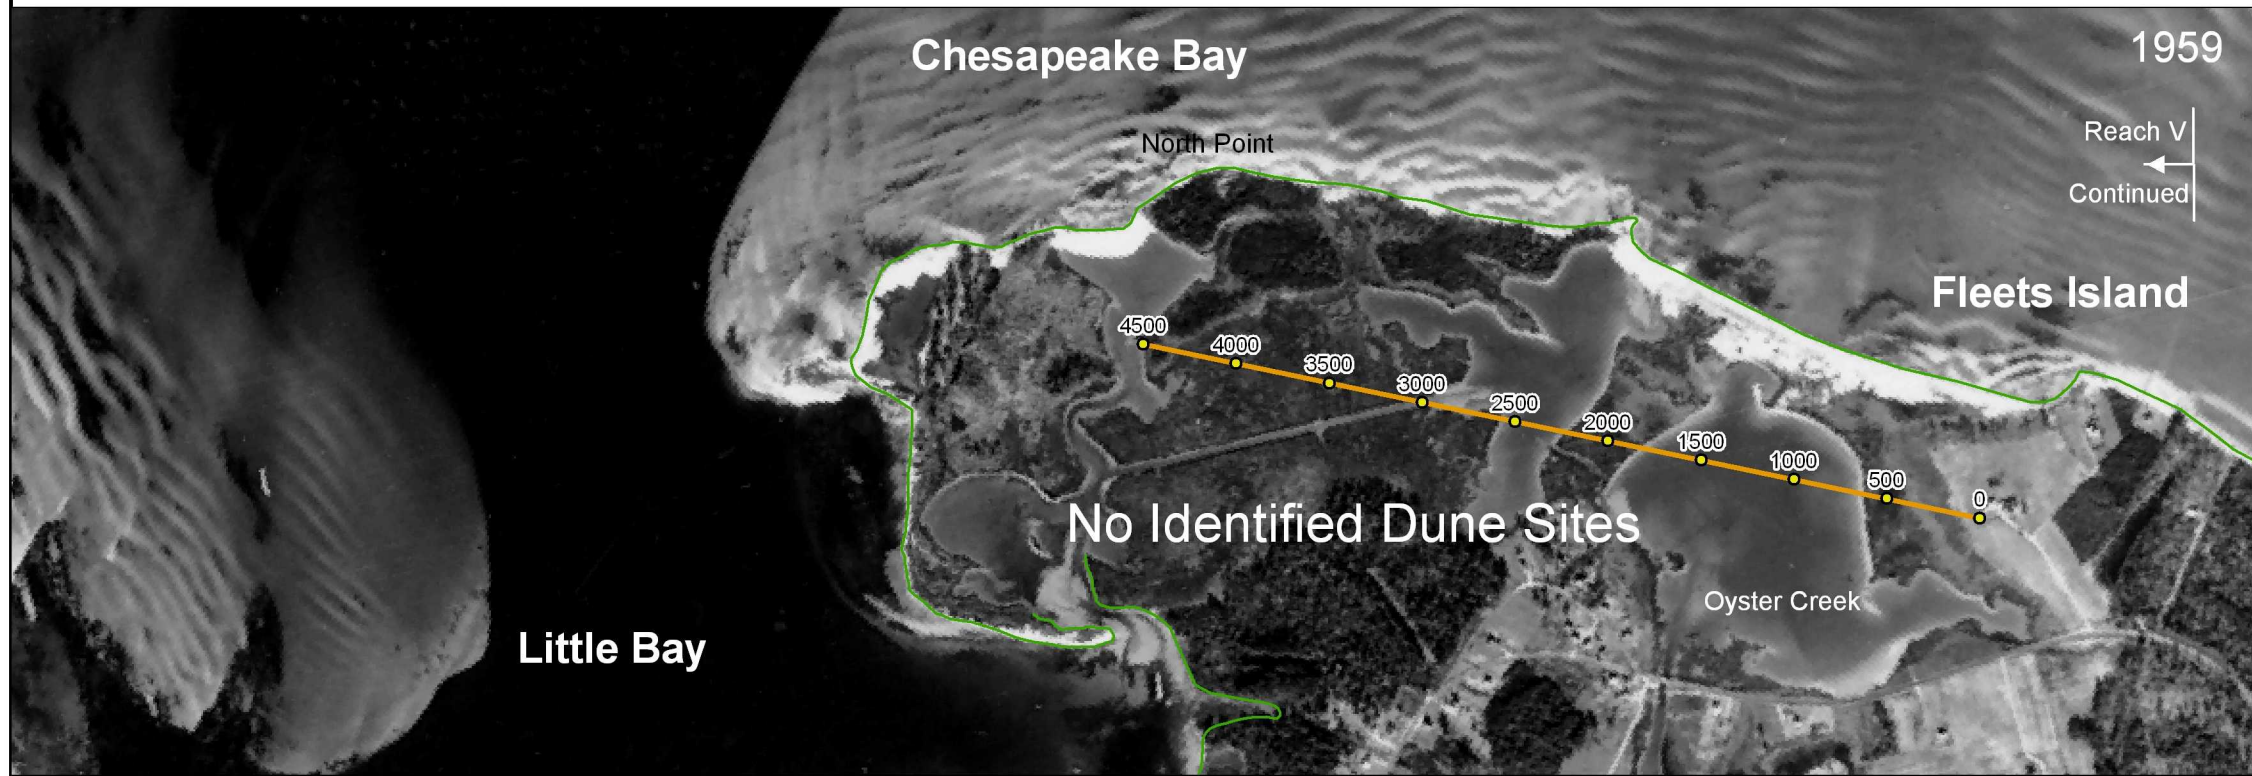 Chesapeake Bay
1959
Reach V
Continued
North Point
Fleets Island
4500
4000
3500
3000
2500
2000
1500
1000
500
0
No Identified Dune Sites
Oyster Creek
Little Bay